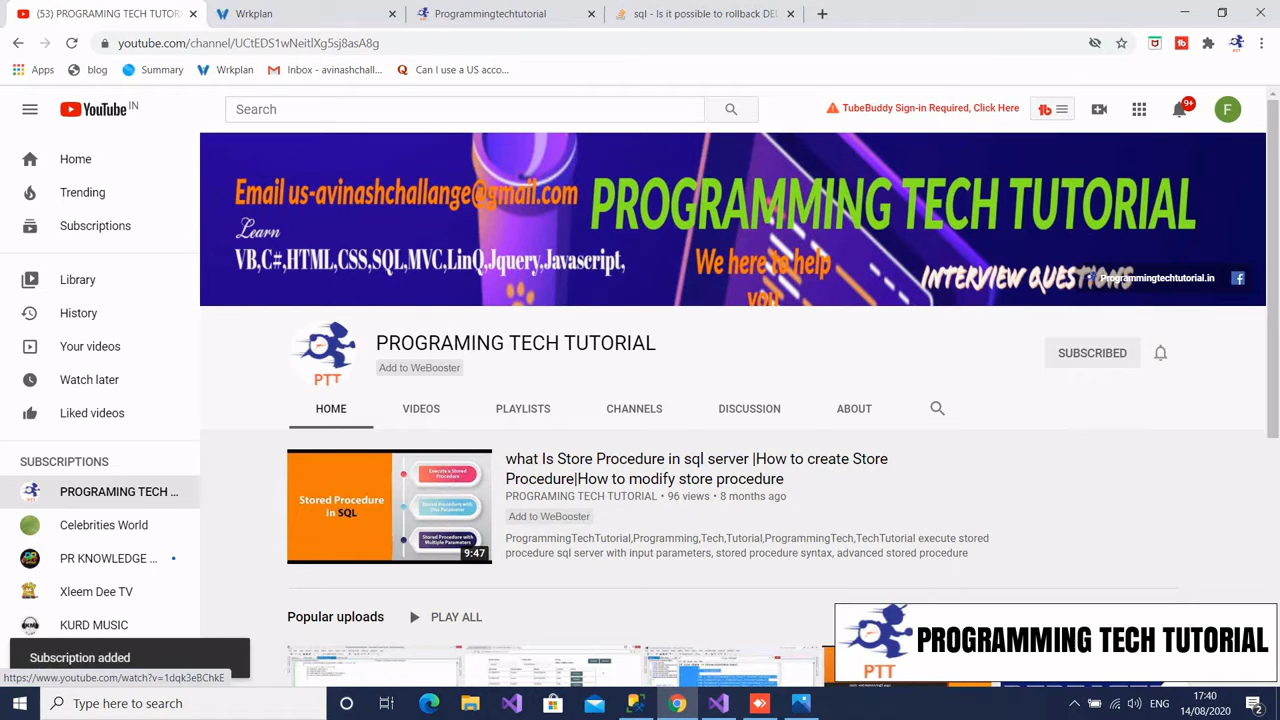 (53) PROGRAMING TECH TUTORIAL
Wrkplan
Programmingtechtutorial
sql - Is it possible to rollback DEL
youtube.com/channel/UCtEDS1wNeitlXg5sj8asA8g
Apps
blog
Summary
Wrkplan
Inbox - avinashchall...
Can I use a US acco...
YouTube IN
Search
TubeBuddy Sign-in Required, Click Here
tb
9+
F
Home
Trending
Subscriptions
Library
History
Your videos
Watch later
Liked videos
SUBSCRIPTIONS
PROGRAMING TECH ...
Celebrities World
PR KNOWLEDGE ...
Xleem Dee TV
KURD MUSIC
Subscription added
https://www.youtube.com/watch?v=1dqk3eBChkE
Email us-avinashchallange@gmail.com
Learn
VB,C#,HTML,CSS,SQL,MVC,LinQ,Jquery,Javascript,
PROGRAMMING TECH TUTORIAL
We here to help
you
INTERVIEW QUESTION
Programmingtechtutorial.in
PTT
PROGRAMING TECH TUTORIAL
Add to WeBooster
SUBSCRIBED
HOME
VIDEOS
PLAYLISTS
CHANNELS
DISCUSSION
ABOUT
Stored Procedure
in SQL
Execute a Stored
Procedure
Stored Procedure with
One Parameter
Stored Procedure with
Multiple Parameters
9:47
what Is Store Procedure in sql server |How to create Store
Procedure|How to modify store procedure
PROGRAMING TECH TUTORIAL • 96 views • 8 months ago
Add to WeBooster
ProgrammingTechTutorial,Programming,Tech,Tutorial,ProgrammingTech,TechTutorial execute stored
procedure sql server with input parameters, stored procedure syntax, advanced stored procedure
Popular uploads
PLAY ALL
PTT
PROGRAMMING TECH TUTORIAL
Type here to search
ENG
17:40
14/08/2020
2